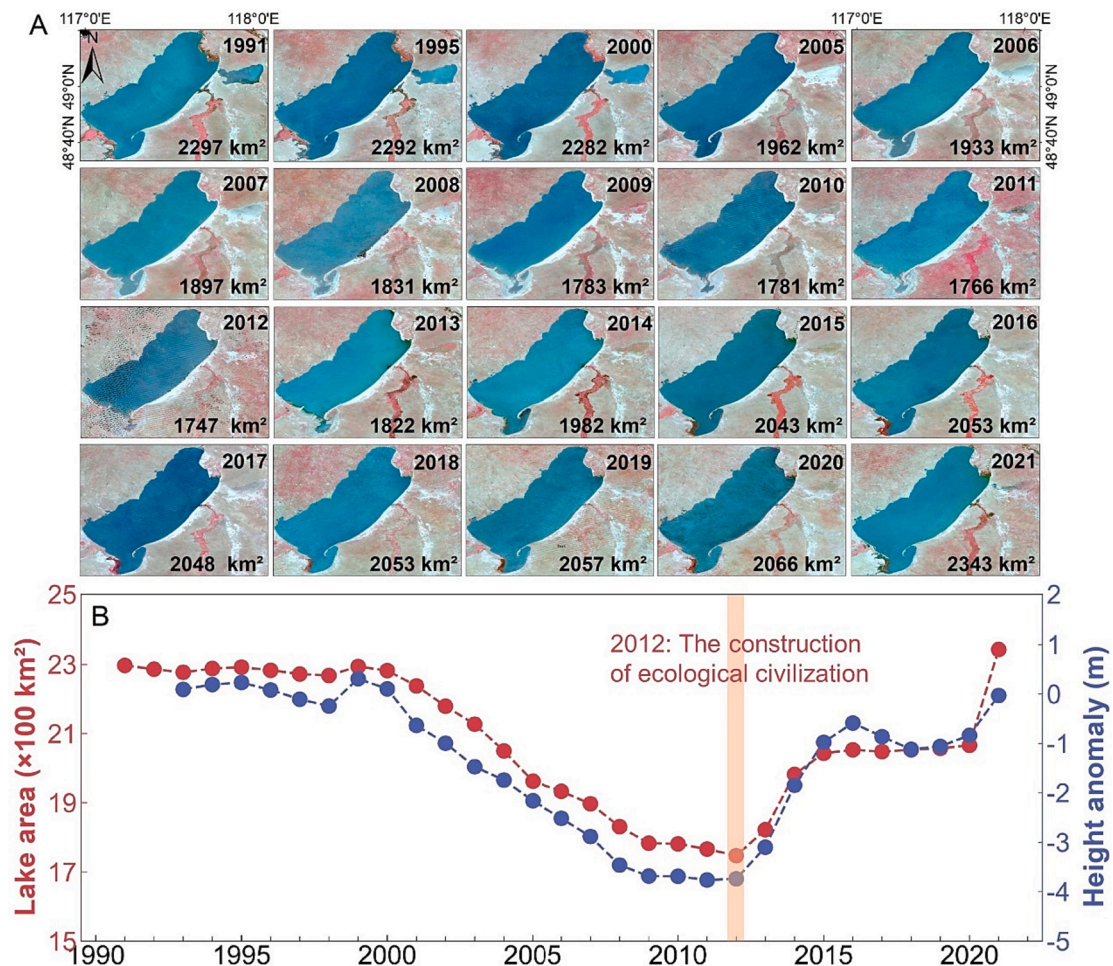 A
117°0'E
118°0'E
117°0'E
118°0'E
N
49°0'N
48°40'N
49°0'N
48°40'N
1991
2297 km²
1995
2292 km²
2000
2282 km²
2005
1962 km²
2006
1933 km²
2007
1897 km²
2008
1831 km²
2009
1783 km²
2010
1781 km²
2011
1766 km²
2012
1747 km²
2013
1822 km²
2014
1982 km²
2015
2043 km²
2016
2053 km²
2017
2048 km²
2018
2053 km²
2019
2057 km²
2020
2066 km²
2021
2343 km²
B
2012: The construction
of ecological civilization
Lake area (×100 km²)
25
23
21
19
17
15
Height anomaly (m)
2
1
0
-1
-2
-3
-4
-5
1990
1995
2000
2005
2010
2015
2020